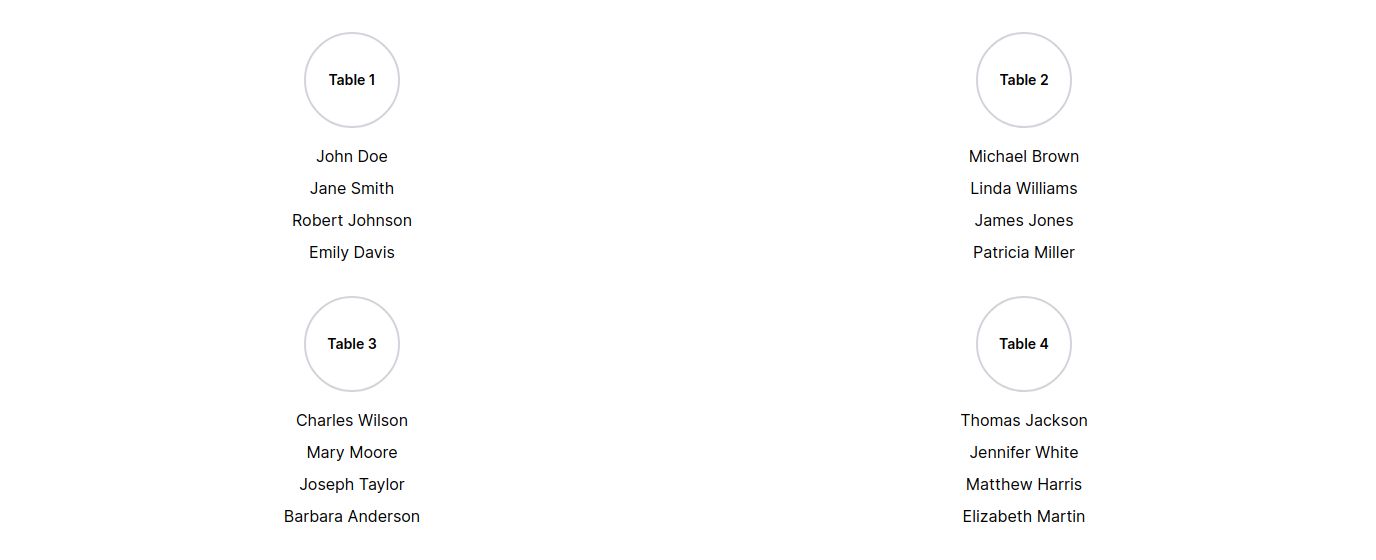 Table 1
John Doe
Jane Smith
Robert Johnson
Emily Davis
Table 2
Michael Brown
Linda Williams
James Jones
Patricia Miller
Table 3
Charles Wilson
Mary Moore
Joseph Taylor
Barbara Anderson
Table 4
Thomas Jackson
Jennifer White
Matthew Harris
Elizabeth Martin